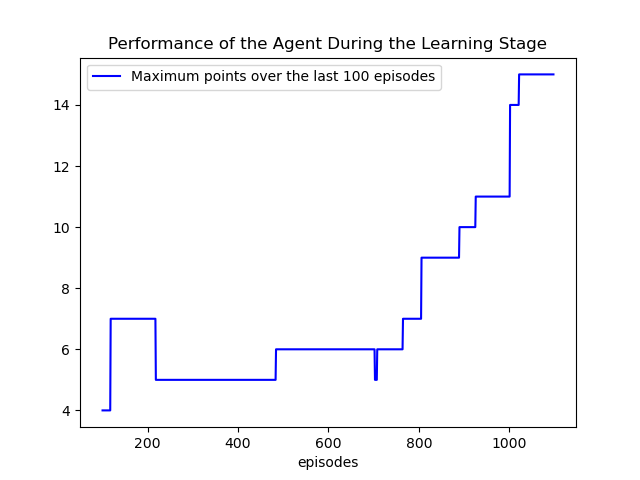 Performance of the Agent During the Learning Stage
Maximum points over the last 100 episodes
14
12
10
8
6
4
200 400 600 800 1000
episodes